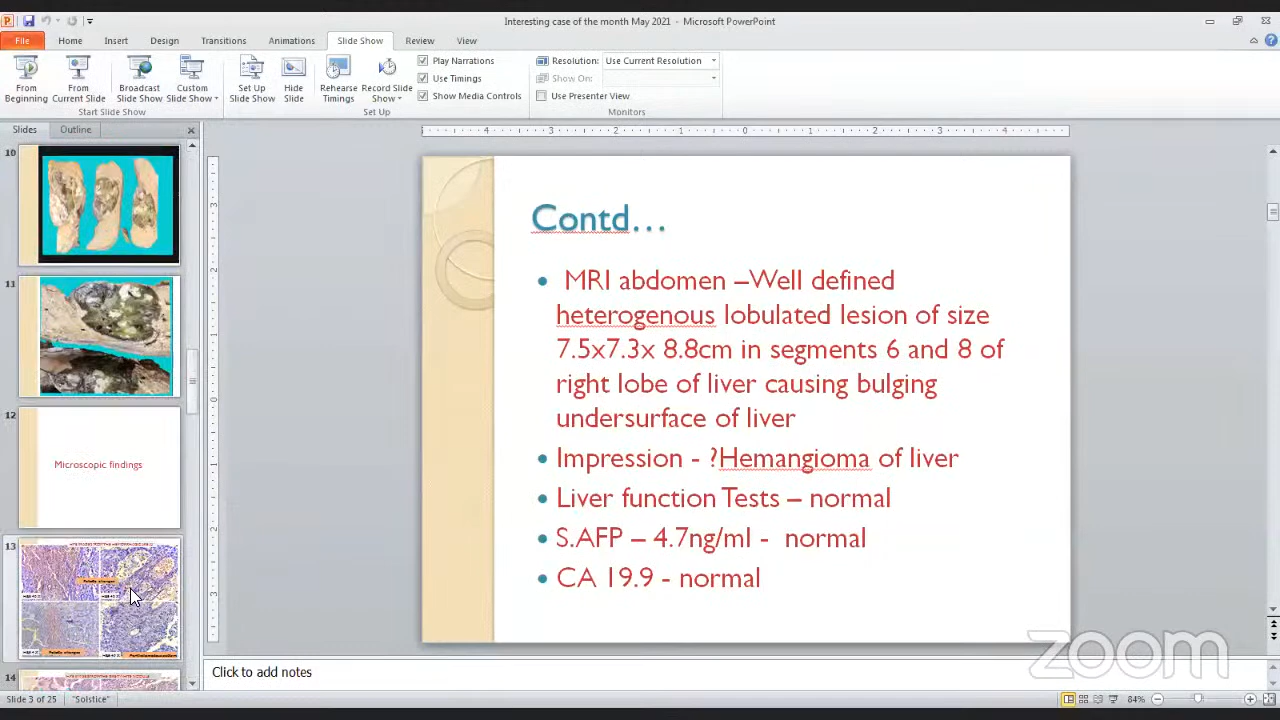 Interesting case of the month May 2021 - Microsoft PowerPoint
File Home Insert Design Transitions Animations Slide Show Review View
From Beginning
From Current Slide
Broadcast Slide Show
Custom Slide Show
Start Slide Show
Set Up Slide Show
Hide Slide
Rehearse Timings
Record Slide Show
Play Narrations
Use Timings
Show Media Controls
Set Up
Resolution: Use Current Resolution
Show On:
Use Presenter View
Monitors
Slides Outline
10
11
12
Microscopic findings
13
14
Contd…
• MRI abdomen –Well defined
heterogenous lobulated lesion of size
7.5x7.3x 8.8cm in segments 6 and 8 of
right lobe of liver causing bulging
undersurface of liver
• Impression - ?Hemangioma of liver
• Liver function Tests – normal
• S.AFP – 4.7ng/ml - normal
• CA 19.9 - normal
Click to add notes
zoom
Slide 3 of 25 "Solstice" 84%